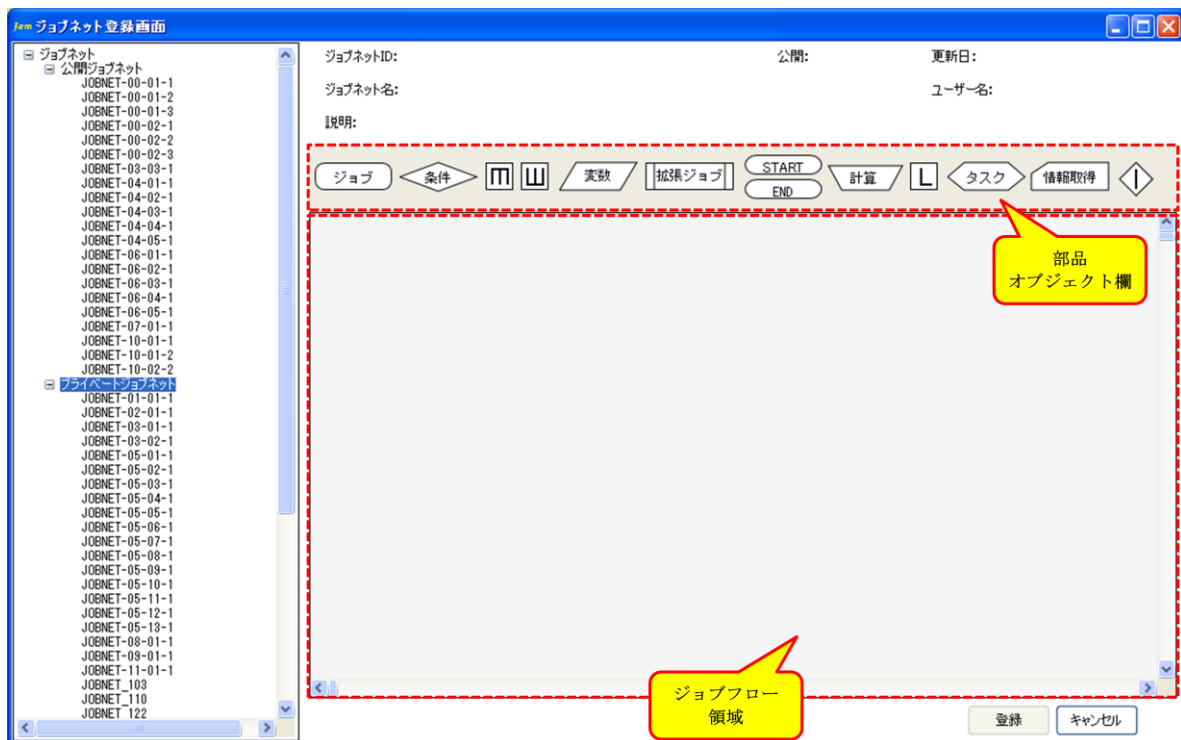 Jam ジョブネット登録画面
ジョブネット
公開ジョブネット
JOBNET-00-01-1
JOBNET-00-01-2
JOBNET-00-01-3
JOBNET-00-02-1
JOBNET-00-02-2
JOBNET-00-02-3
JOBNET-03-03-1
JOBNET-04-01-1
JOBNET-04-02-1
JOBNET-04-03-1
JOBNET-04-04-1
JOBNET-04-05-1
JOBNET-06-01-1
JOBNET-06-02-1
JOBNET-06-03-1
JOBNET-06-04-1
JOBNET-06-05-1
JOBNET-07-01-1
JOBNET-10-01-1
JOBNET-10-01-2
JOBNET-10-02-2
プライベートジョブネット
JOBNET-01-01-1
JOBNET-02-01-1
JOBNET-03-01-1
JOBNET-03-02-1
JOBNET-05-01-1
JOBNET-05-02-1
JOBNET-05-03-1
JOBNET-05-04-1
JOBNET-05-05-1
JOBNET-05-06-1
JOBNET-05-07-1
JOBNET-05-08-1
JOBNET-05-09-1
JOBNET-05-10-1
JOBNET-05-11-1
JOBNET-05-12-1
JOBNET-05-13-1
JOBNET-08-01-1
JOBNET-09-01-1
JOBNET-11-01-1
JOBNET_103
JOBNET_110
JOBNET_122
ジョブネットID: 公開: 更新日:
ジョブネット名: ユーザー名:
説明:
ジョブ 条件 変数 拡張ジョブ START 計算 L タスク 情報取得
END
部品
オブジェクト欄
ジョブフロー
領域
登録 キャンセル